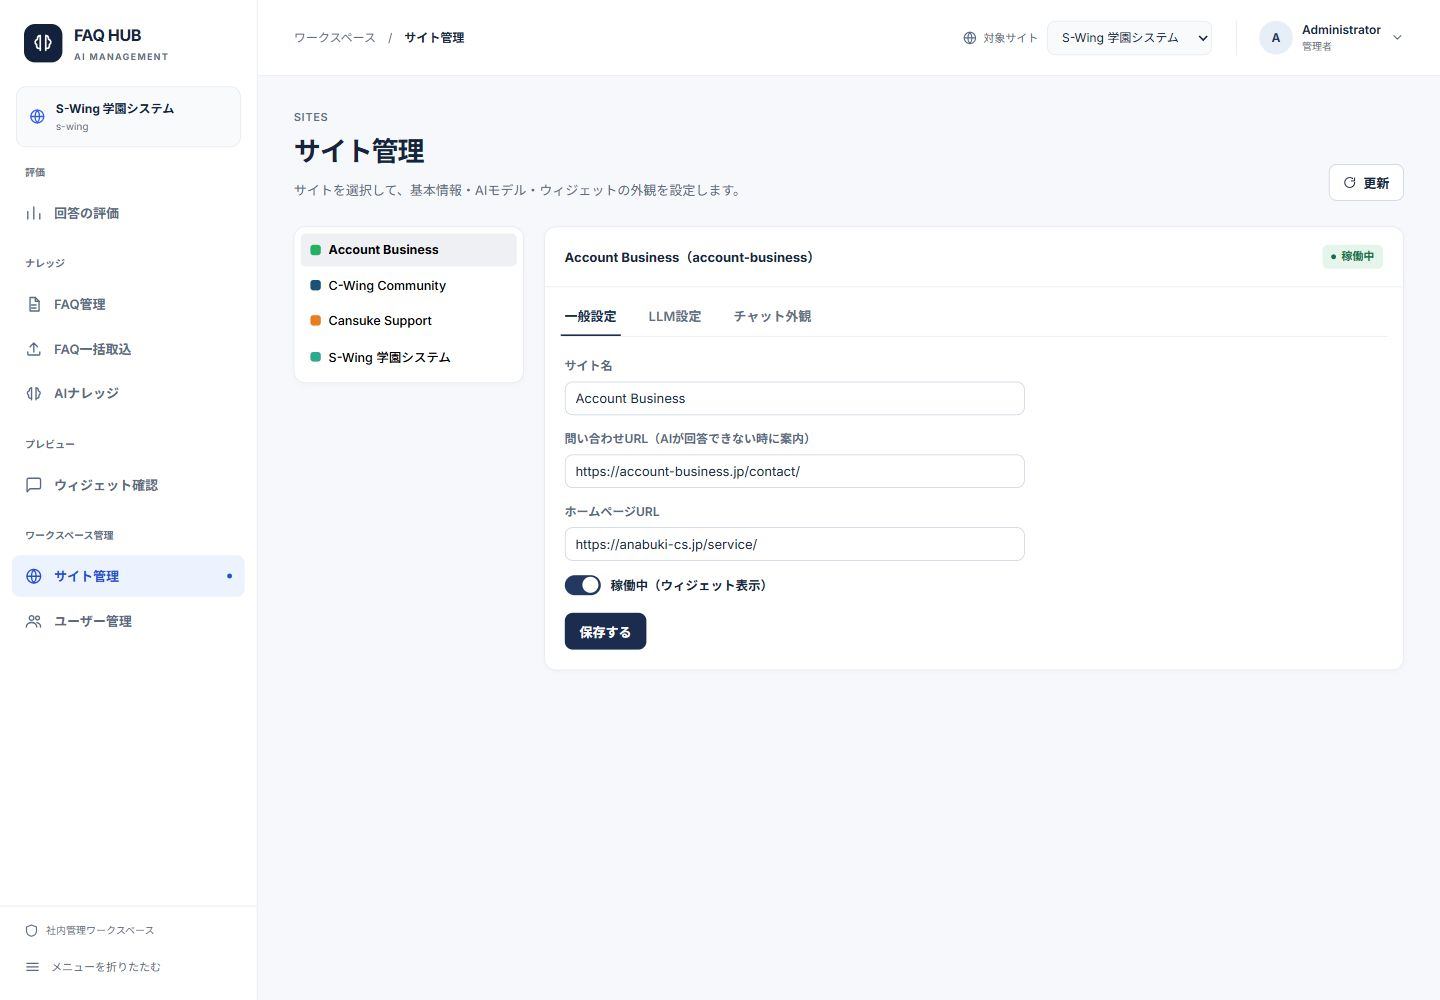 FAQ HUB
AI MANAGEMENT
S-Wing 学園システム
s-wing
評価
回答の評価
ナレッジ
FAQ管理
FAQ一括取込
AIナレッジ
プレビュー
ウィジェット確認
ワークスペース管理
サイト管理
ユーザー管理
社内管理ワークスペース
メニューを折りたたむ
ワークスペース / サイト管理
対象サイト
S-Wing 学園システム
A
Administrator
管理者
SITES
サイト管理
サイトを選択して、基本情報・AIモデル・ウィジェットの外観を設定します。
更新
Account Business
C-Wing Community
Cansuke Support
S-Wing 学園システム
Account Business（account-business）
稼働中
一般設定
LLM設定
チャット外観
サイト名
Account Business
問い合わせURL（AIが回答できない時に案内）
https://account-business.jp/contact/
ホームページURL
https://anabuki-cs.jp/service/
稼働中（ウィジェット表示）
保存する